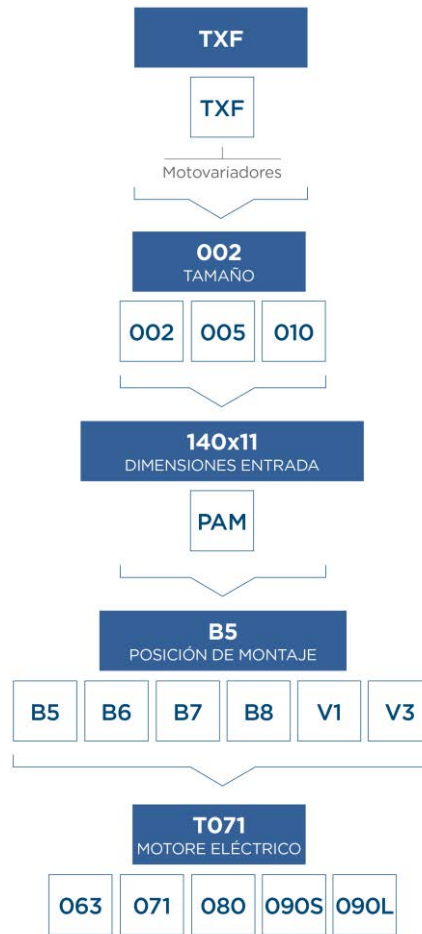 TXF
TXF
Motovariadores
002
TAMAÑO
002 005 010
140x11
DIMENSIONES ENTRADA
PAM
B5
POSICIÓN DE MONTAJE
B5 B6 B7 B8 V1 V3
T071
MOTORE ELÉCTRICO
063 071 080 090S 090L